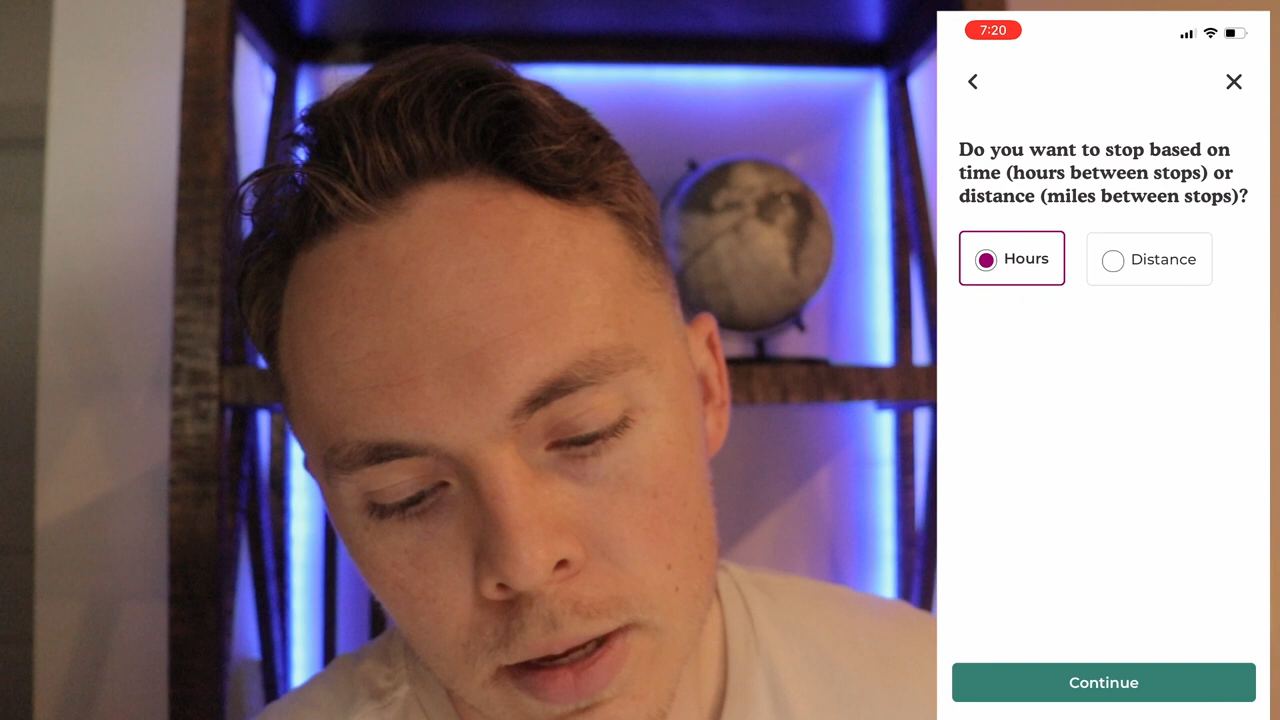 7:20
Do you want to stop based on
time (hours between stops) or
distance (miles between stops)?
Hours
Distance
Continue